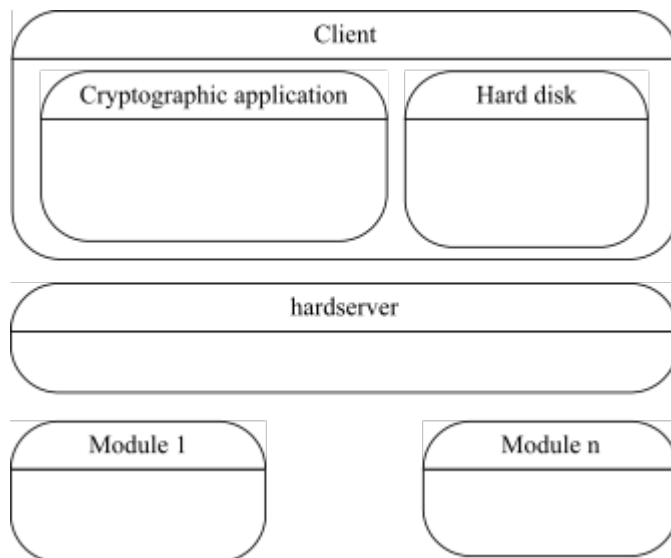 Client
Cryptographic application
Hard disk
hardserver
Module 1
Module n